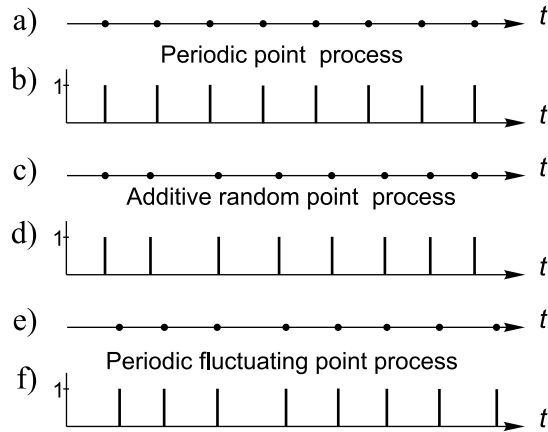 a) t
Periodic point process
b) 1 t
c) t
Additive random point process
d) 1 t
e) t
Periodic fluctuating point process
f) 1 t